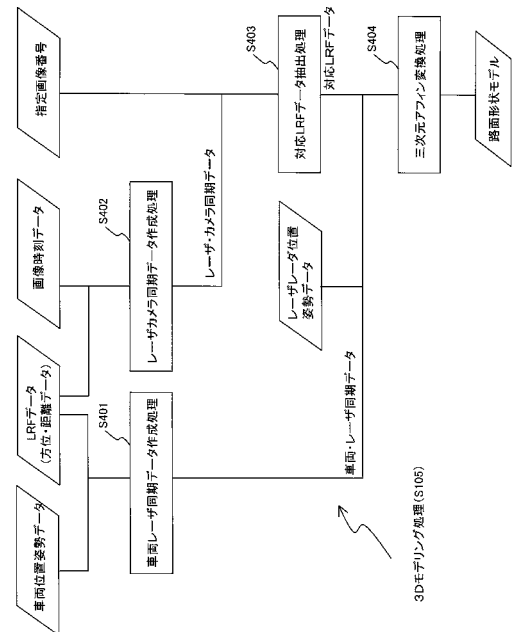 車両位置姿勢データ
LRFデータ
(方位・距離データ)
画像時刻データ
指定画像番号
S401
車両レーザ同期データ作成処理
S402
レーザカメラ同期データ作成処理
レーザ・カメラ同期データ
S403
対応LRFデータ抽出処理
対応LRFデータ
レーザレーダ位置
姿勢データ
車両・レーザ同期データ
S404
三次元アフィン変換処理
路面形状モデル
3Dモデリング処理(S105)